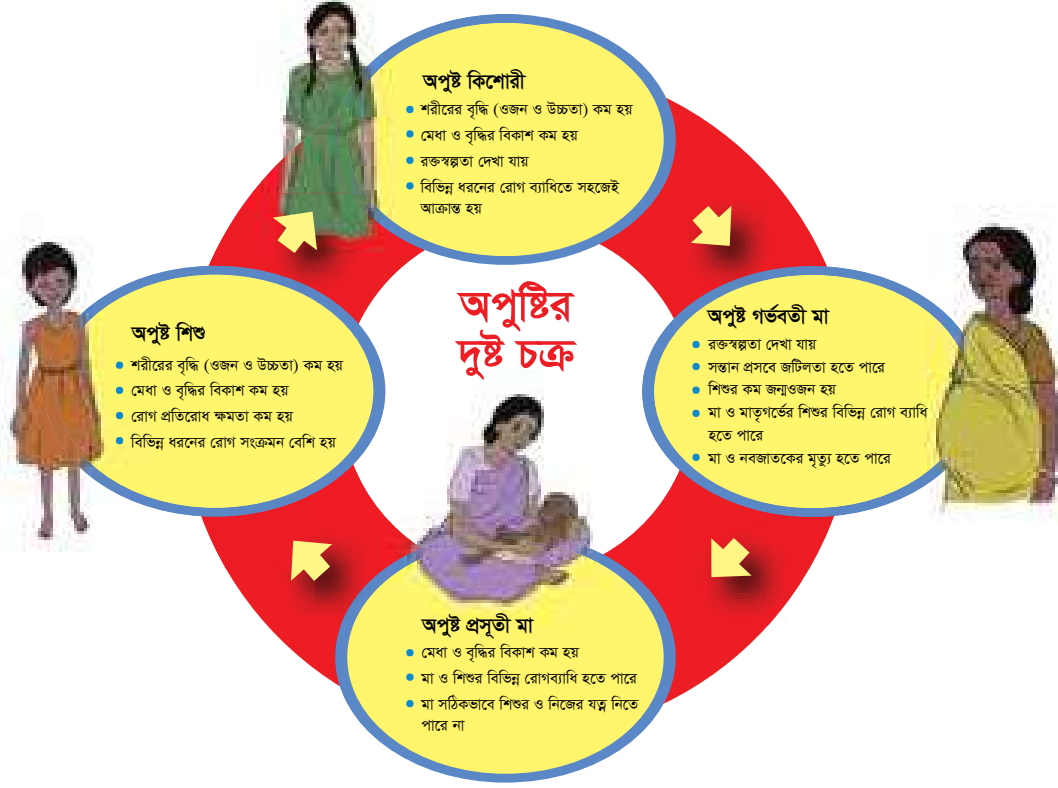 অপুষ্ট কিশোরী
• শরীরের বৃদ্ধি (ওজন ও উচ্চতা) কম হয়
• মেধা ও বৃদ্ধির বিকাশ কম হয়
• রক্তস্বল্পতা দেখা যায়
• বিভিন্ন ধরনের রোগ ব্যাধিতে সহজেই
আক্রান্ত হয়
অপুষ্টির
দুষ্ট চক্র
অপুষ্ট শিশু
• শরীরের বৃদ্ধি (ওজন ও উচ্চতা) কম হয়
• মেধা ও বৃদ্ধির বিকাশ কম হয়
• রোগ প্রতিরোধ ক্ষমতা কম হয়
• বিভিন্ন ধরনের রোগ সংক্রমন বেশি হয়
অপুষ্ট গর্ভবতী মা
• রক্তস্বল্পতা দেখা যায়
• সন্তান প্রসবে জটিলতা হতে পারে
• শিশুর কম জন্মওজন হয়
• মা ও মাতৃগর্ভের শিশুর বিভিন্ন রোগ ব্যাধি
হতে পারে
• মা ও নবজাতকের মৃত্যু হতে পারে
অপুষ্ট প্রসূতী মা
• মেধা ও বৃদ্ধির বিকাশ কম হয়
• মা ও শিশুর বিভিন্ন রোগব্যাধি হতে পারে
• মা সঠিকভাবে শিশুর ও নিজের যত্ন নিতে
পারে না